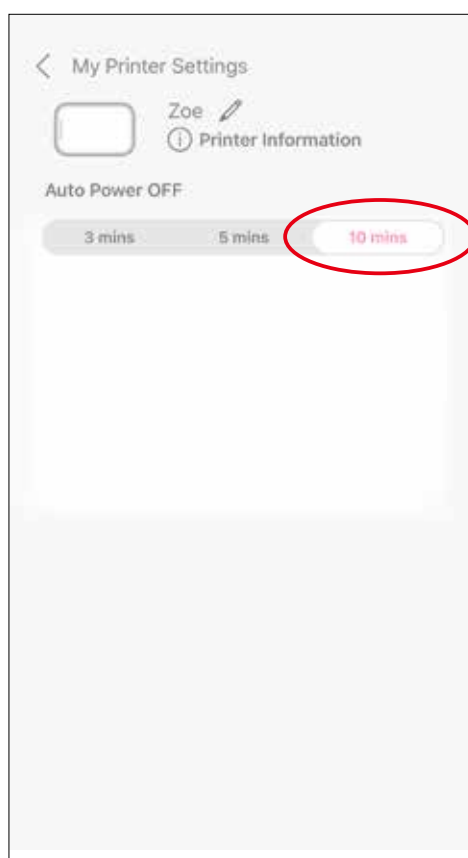 My Printer Settings
Zoe
Printer Information
Auto Power OFF
3 mins 5 mins 10 mins